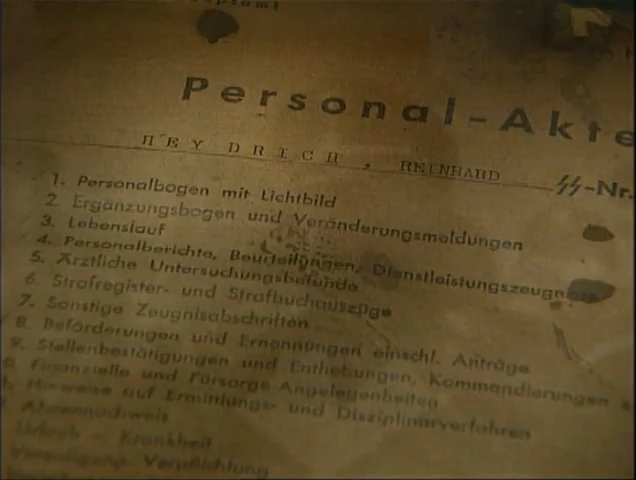 Personal-Akte
HEYDRICH, REINHARD ᛋᛋ-Nr.
1. Personalbogen mit Lichtbild
2. Ergänzungsbogen und Veränderungsmeldungen
3. Lebenslauf
4. Personalberichte, Beurteilungen, Dienstleistungszeugnisse
5. Ärztliche Untersuchungsbefunde
6. Strafregister- und Strafbuchauszüge
7. Sonstige Zeugnisabschriften
8. Beförderungen und Ernennungen einschl. Anträge
9. Stellenbestätigungen und Enthebungen, Kommandierungen
Finanzielle und Fürsorge Angelegenheiten
Hinweise auf Ermittlungs- und Disziplinarverfahren
Ahnennachweis
Urlaub - Krankheit
Vereidigung Verpflichtung